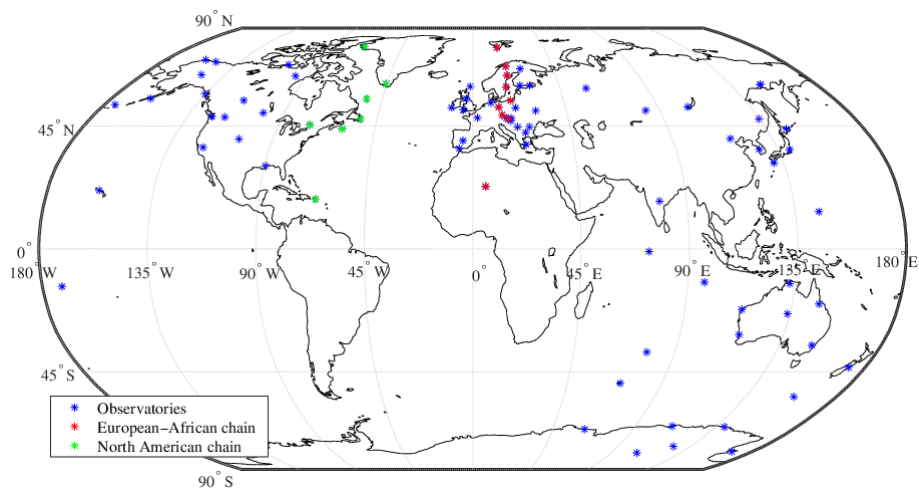 90°N
45°N
0°
180°W
135°W
90°W
45°W
0°
45°E
90°E
135°E
180°E
45°S
Observatories
European−African chain
North American chain
90°S